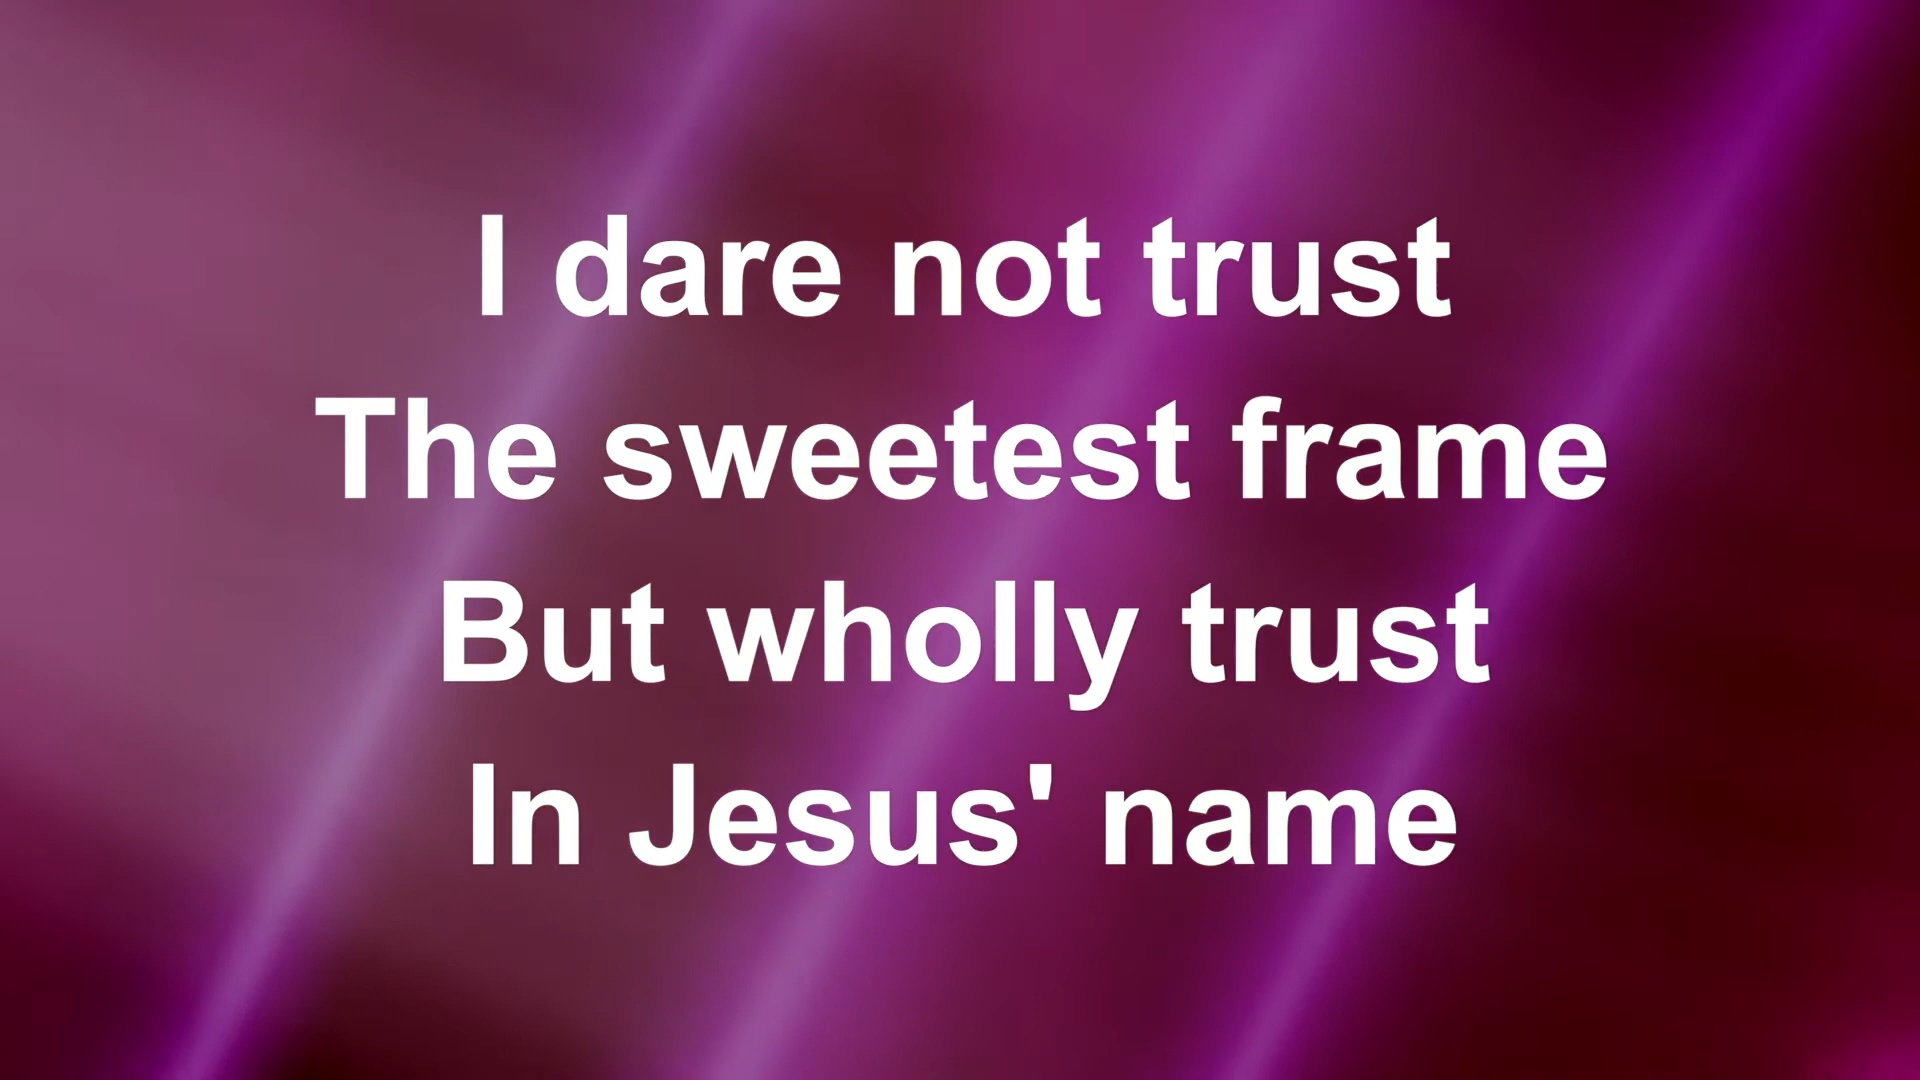 I dare not trust
The sweetest frame
But wholly trust
In Jesus' name